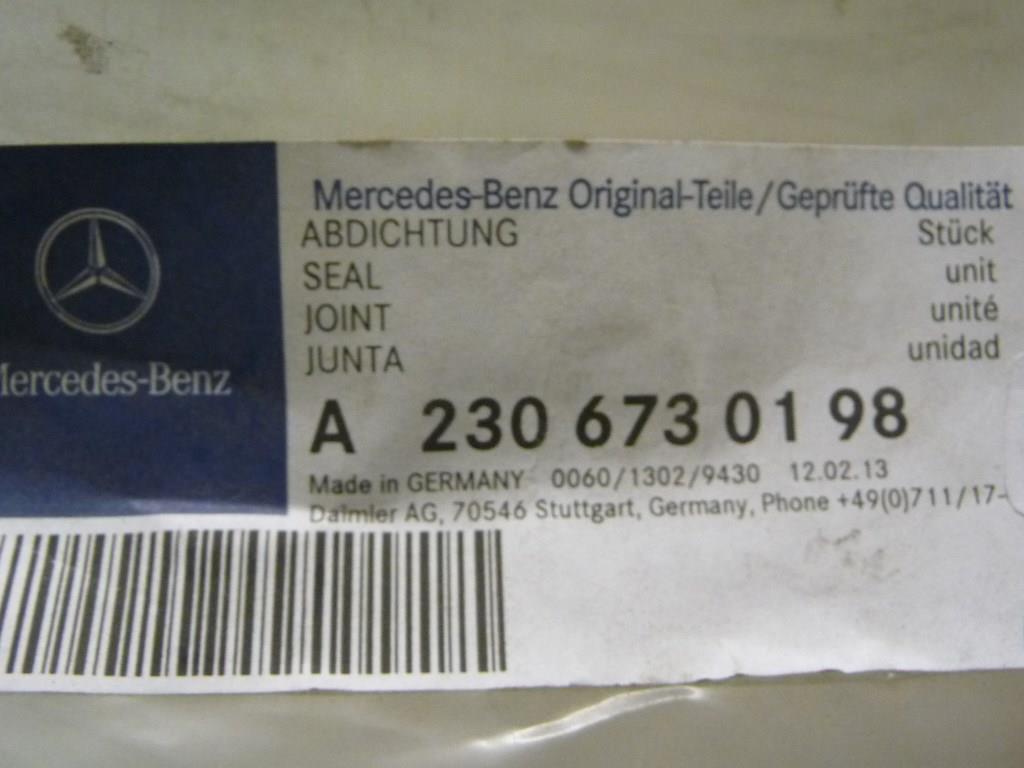 Mercedes-Benz Original-Teile/Geprüfte Qualität
ABDICHTUNG Stück
SEAL unit
JOINT unité
JUNTA unidad
Mercedes-Benz
A 230 673 01 98
Made in GERMANY 0060/1302/9430 12.02.13
Daimler AG, 70546 Stuttgart, Germany, Phone +49(0)711/17-